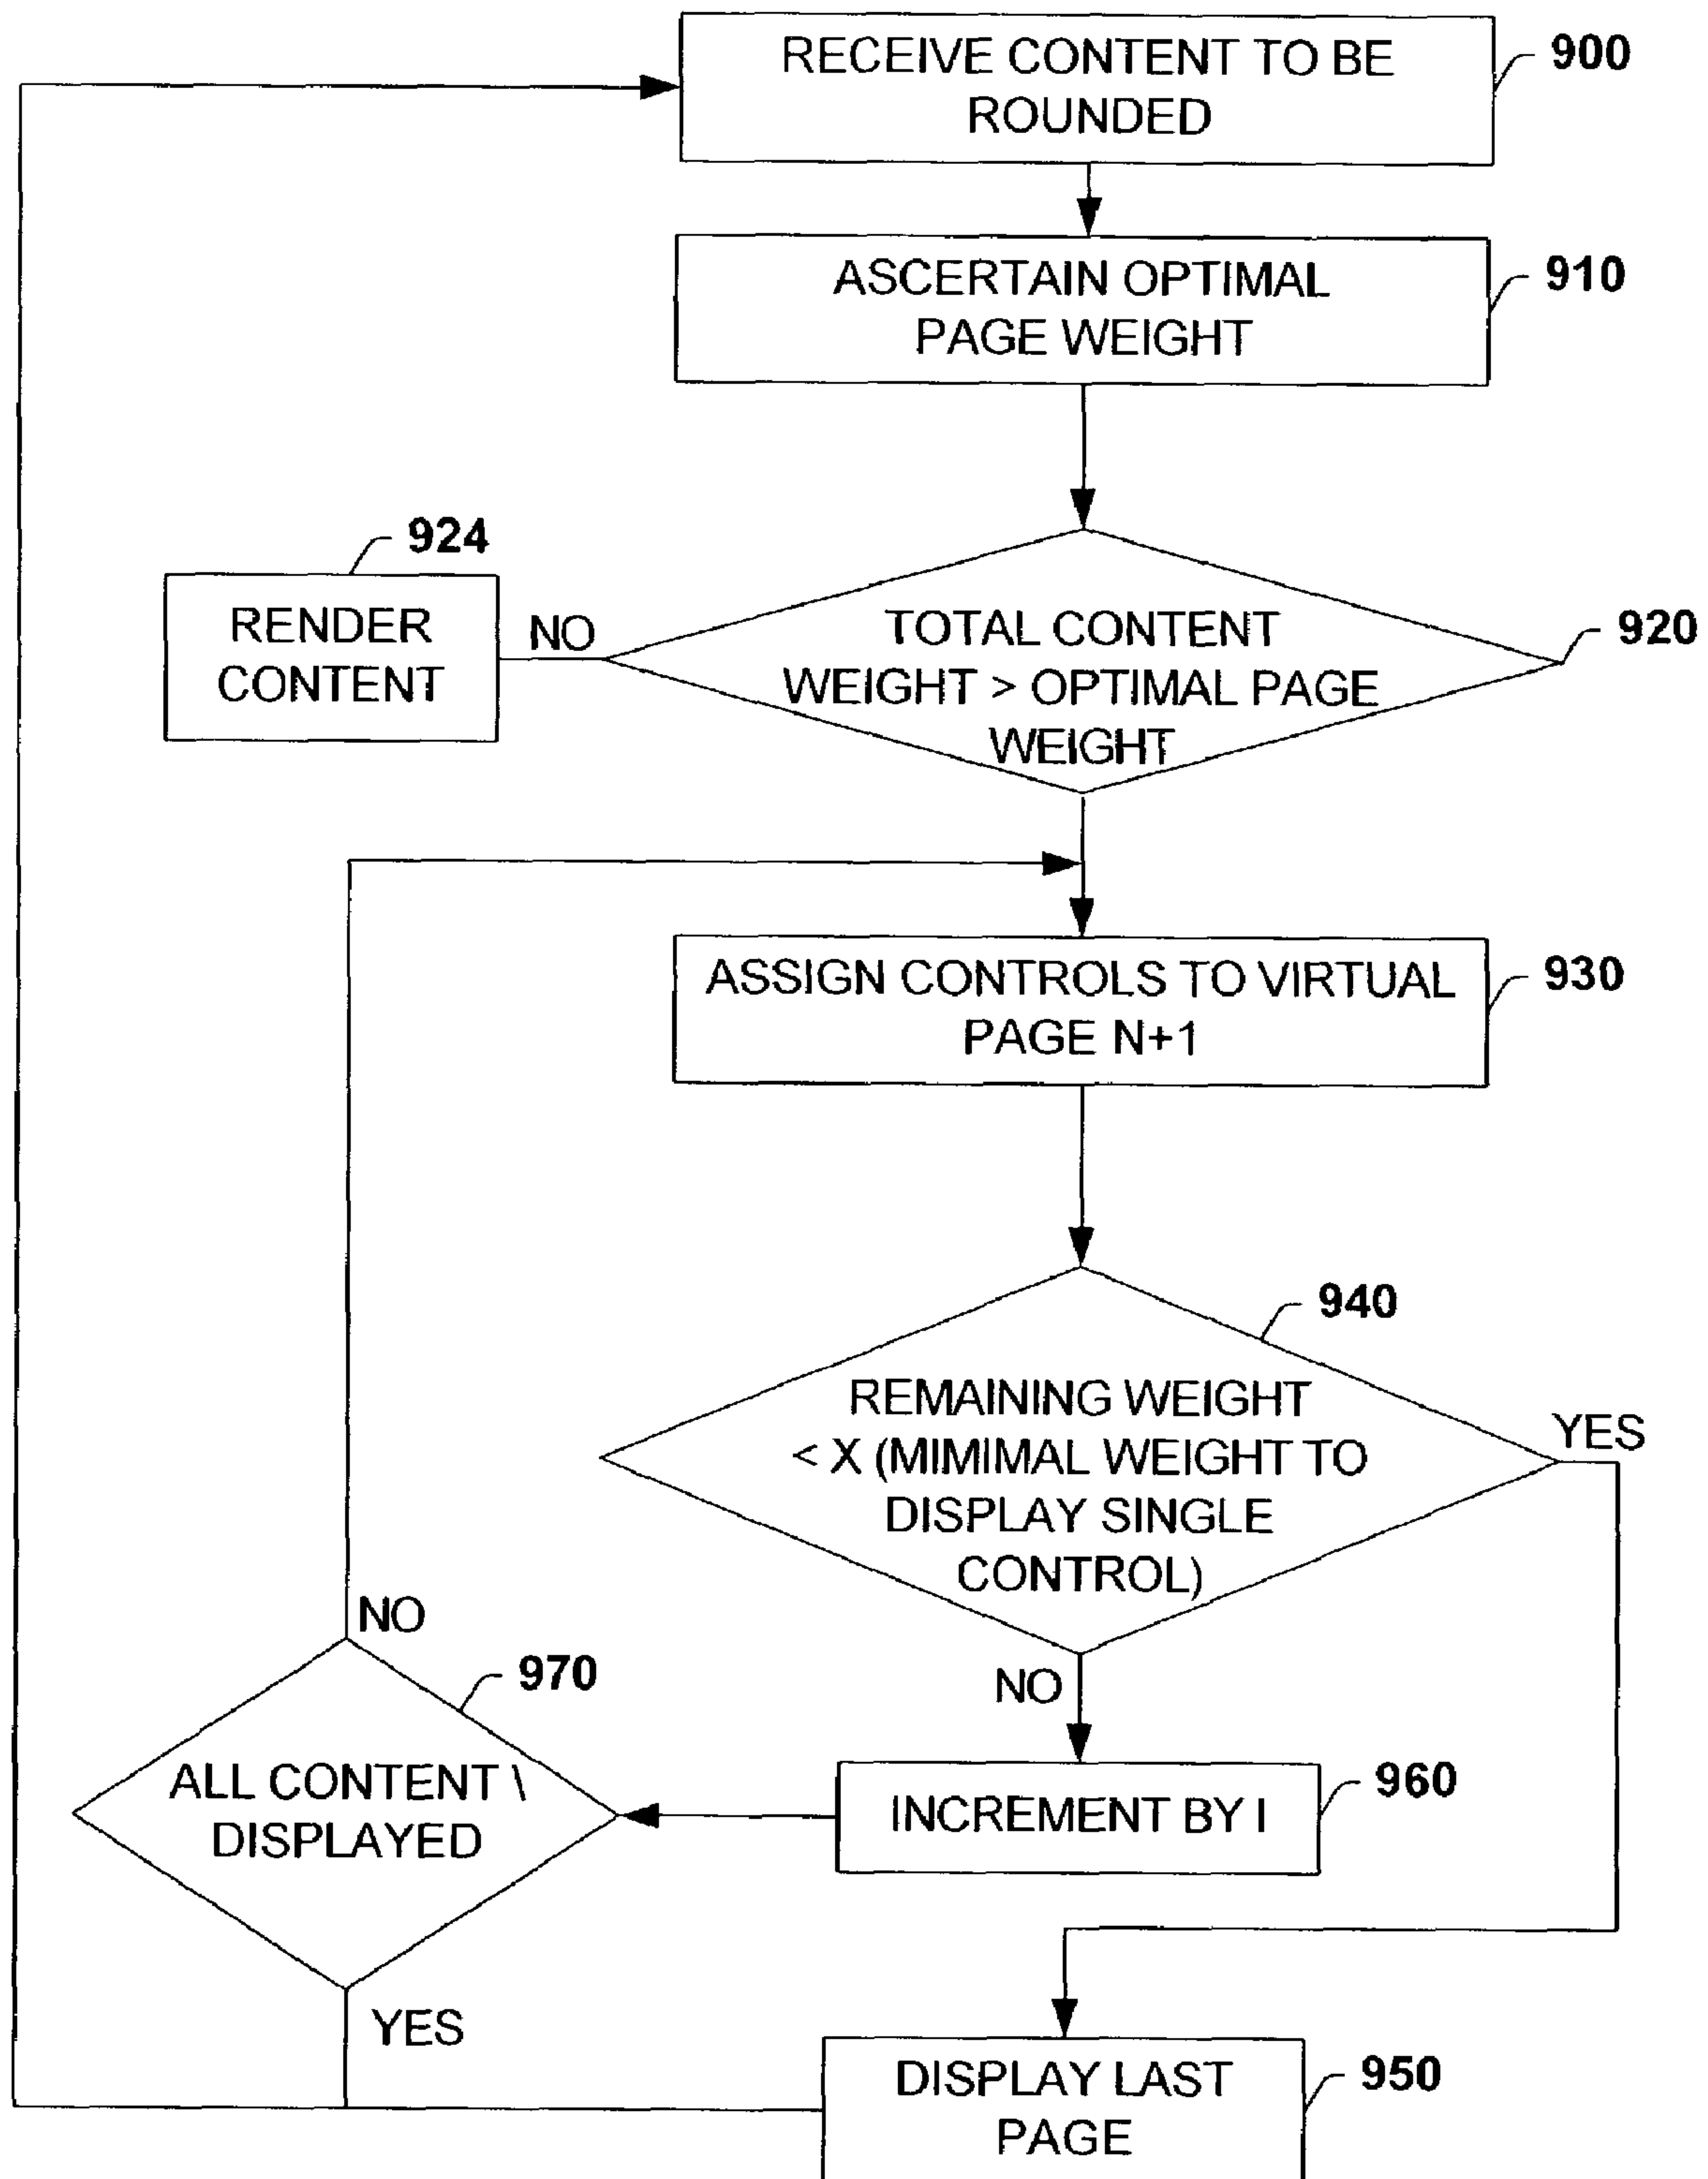 RECEIVE CONTENT TO BE
ROUNDED
900
ASCERTAIN OPTIMAL
PAGE WEIGHT
910
924
RENDER
CONTENT
NO
TOTAL CONTENT
WEIGHT > OPTIMAL PAGE
WEIGHT
920
ASSIGN CONTROLS TO VIRTUAL
PAGE N+1
930
940
REMAINING WEIGHT
< X (MIMIMAL WEIGHT TO
DISPLAY SINGLE
CONTROL)
YES
NO
NO
970
ALL CONTENT \
DISPLAYED
960
INCREMENT BY I
YES
DISPLAY LAST
PAGE
950